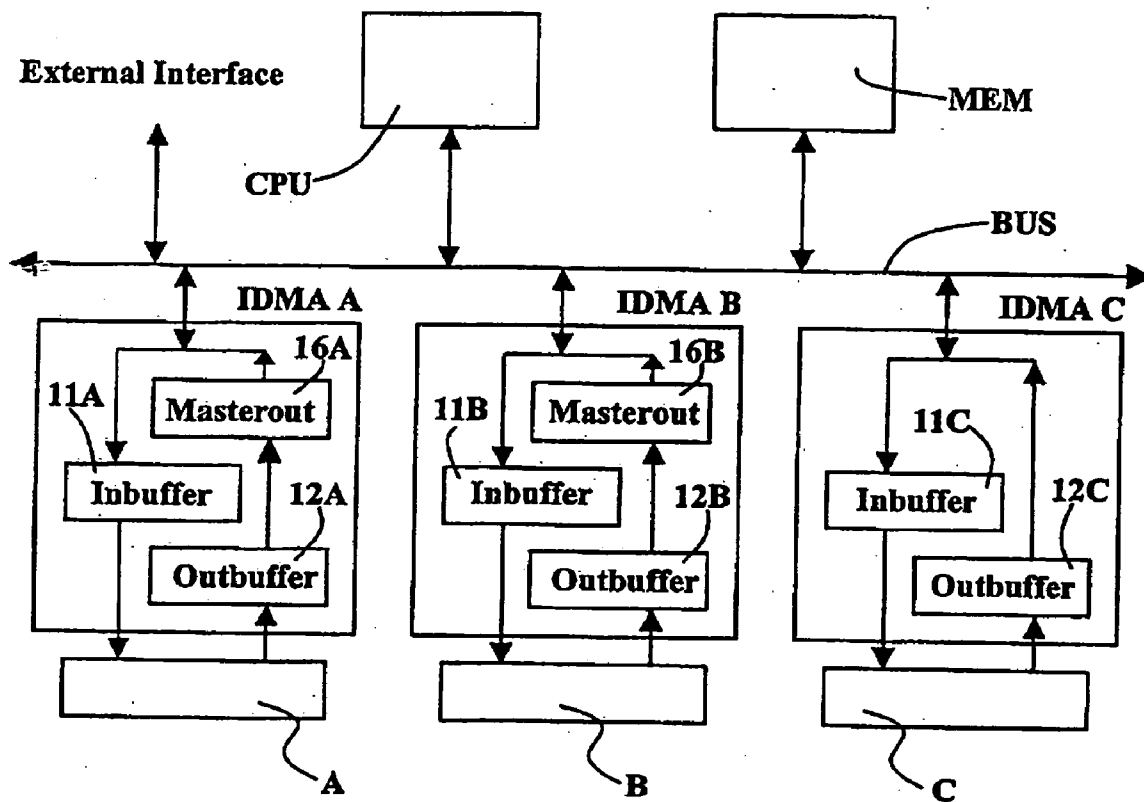 External Interface
MEM
CPU
BUS
IDMA A
IDMA B
IDMA C
16A
16B
11A
Masterout
11B
Masterout
11C
Inbuffer
Inbuffer
Inbuffer
12A
12B
12C
Outbuffer
Outbuffer
Outbuffer
A
B
C